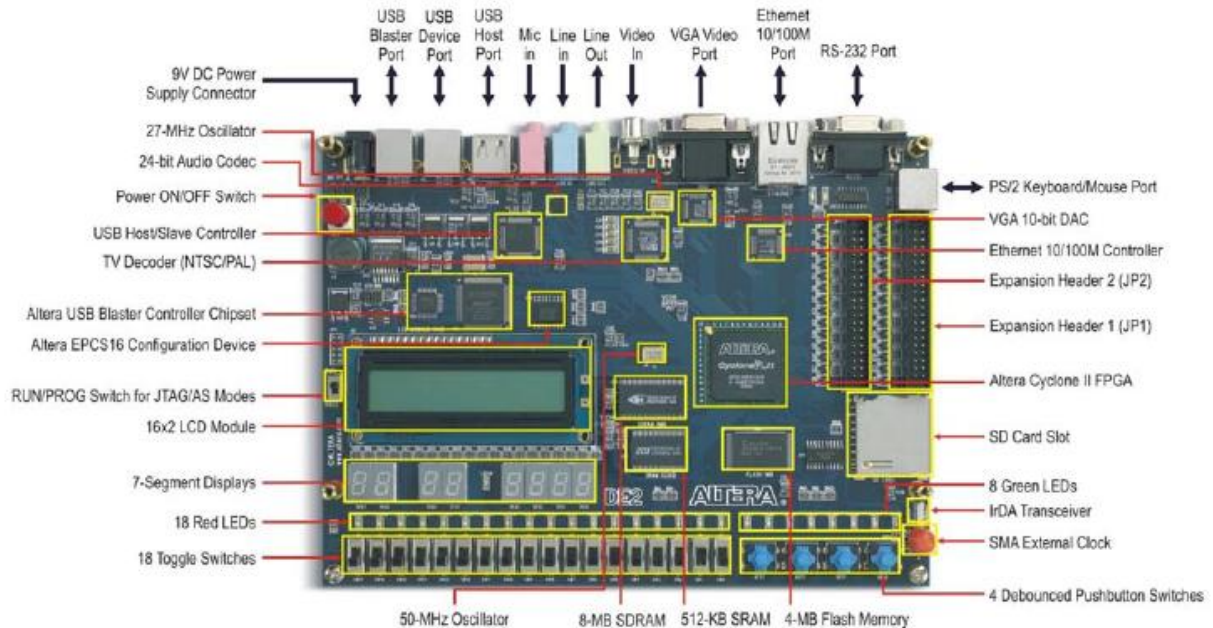 USB
Blaster
Port
USB
Device
Port
USB
Host
Port
Mic
in
Line
in
Line
Out
Video
In
VGA Video
Port
Ethernet
10/100M
Port
RS-232 Port
9V DC Power
Supply Connector
27-MHz Oscillator
24-bit Audio Codec
Power ON/OFF Switch
USB Host/Slave Controller
TV Decoder (NTSC/PAL)
Altera USB Blaster Controller Chipset
Altera EPCS16 Configuration Device
RUN/PROG Switch for JTAG/AS Modes
16x2 LCD Module
7-Segment Displays
18 Red LEDs
18 Toggle Switches
50-MHz Oscillator
8-MB SDRAM
512-KB SRAM
4-MB Flash Memory
PS/2 Keyboard/Mouse Port
VGA 10-bit DAC
Ethernet 10/100M Controller
Expansion Header 2 (JP2)
Expansion Header 1 (JP1)
Altera Cyclone II FPGA
SD Card Slot
8 Green LEDs
IrDA Transceiver
SMA External Clock
4 Debounced Pushbutton Switches
ALTERA
Cyclone II
DE2
ALTERA